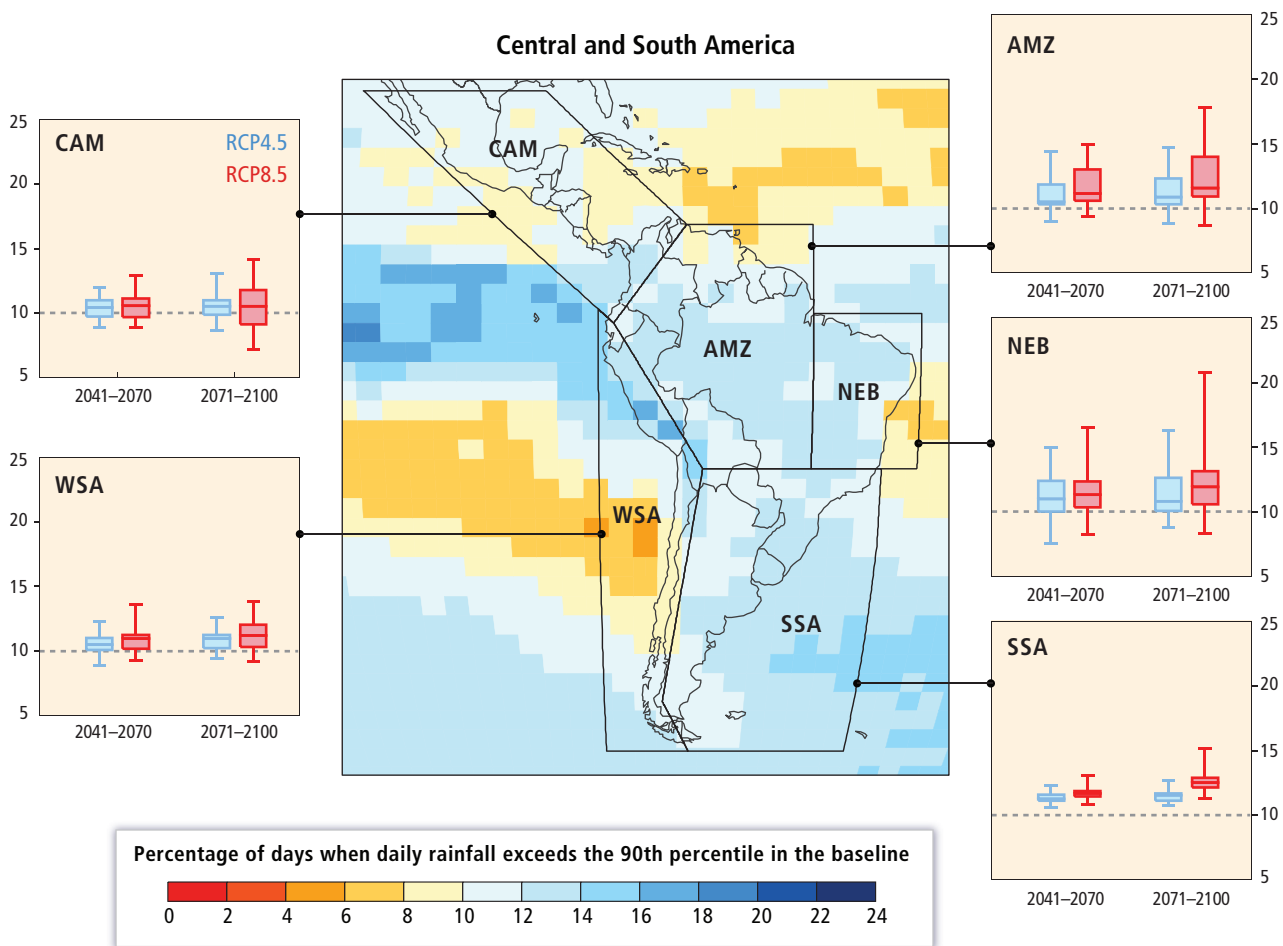 Central and South America
CAM
RCP4.5
RCP8.5
25
20
15
10
5
2041–2070
2071–2100
WSA
25
20
15
10
5
2041–2070
2071–2100
CAM
AMZ
NEB
WSA
SSA
AMZ
25
20
15
10
5
2041–2070
2071–2100
NEB
25
20
15
10
5
2041–2070
2071–2100
SSA
25
20
15
10
5
2041–2070
2071–2100
Percentage of days when daily rainfall exceeds the 90th percentile in the baseline
0 2 4 6 8 10 12 14 16 18 20 22 24